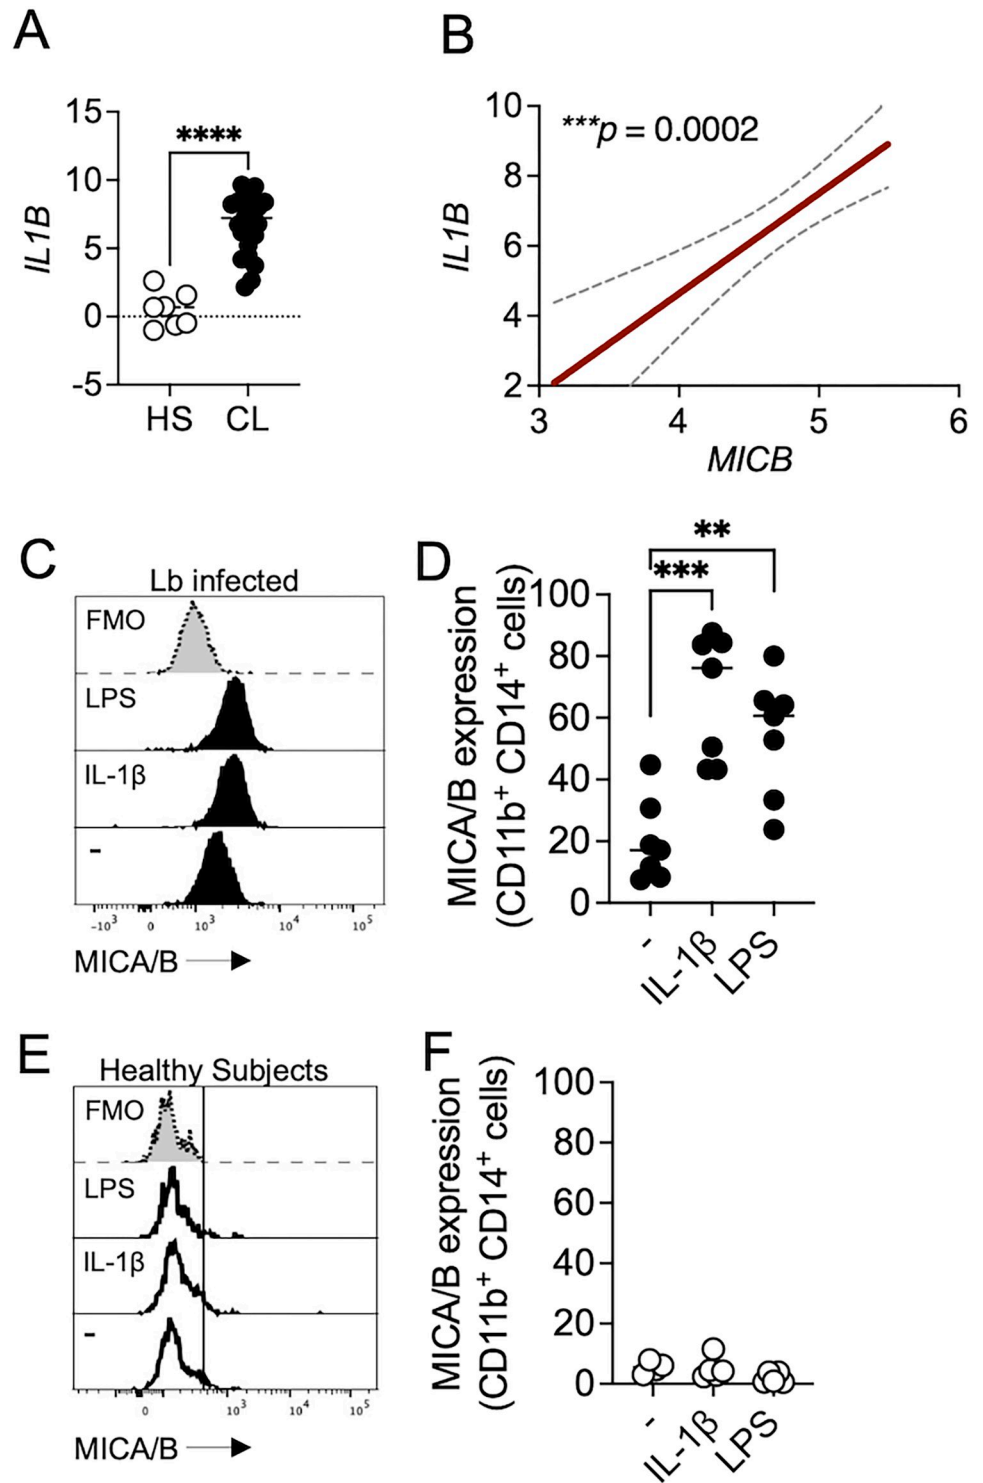 A
15
10
5
0
-5
IL1B
****
HS CL
B
10
8
6
4
2
IL1B
***p = 0.0002
3 4 5 6
MICB
C
Lb infected
FMO
LPS
IL-1β
-
-10³ 0 10³ 10⁴ 10⁵
MICA/B
D
**
***
MICA/B expression
(CD11b⁺ CD14⁺ cells)
100
80
60
40
20
0
-
IL-1β
LPS
E
Healthy Subjects
FMO
LPS
IL-1β
-
0 10³ 10⁴ 10⁵
MICA/B
F
MICA/B expression
(CD11b⁺ CD14⁺ cells)
100
80
60
40
20
0
-
IL-1β
LPS